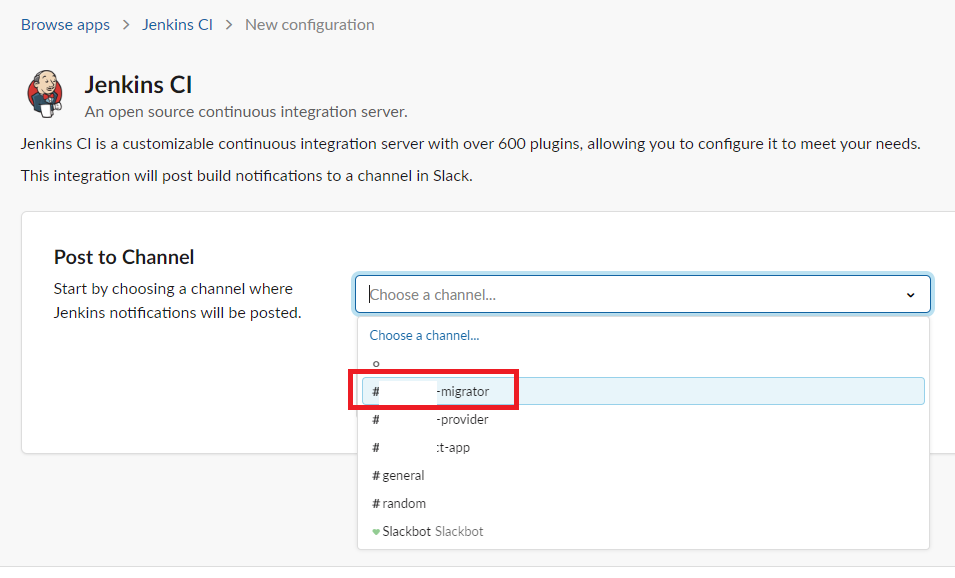 Browse apps > Jenkins CI > New configuration
Jenkins CI
An open source continuous integration server.
Jenkins CI is a customizable continuous integration server with over 600 plugins, allowing you to configure it to meet your needs.
This integration will post build notifications to a channel in Slack.
Post to Channel
Start by choosing a channel where
Jenkins notifications will be posted.
Choose a channel...
Choose a channel...
# -migrator
# -provider
# t-app
# general
# random
Slackbot Slackbot